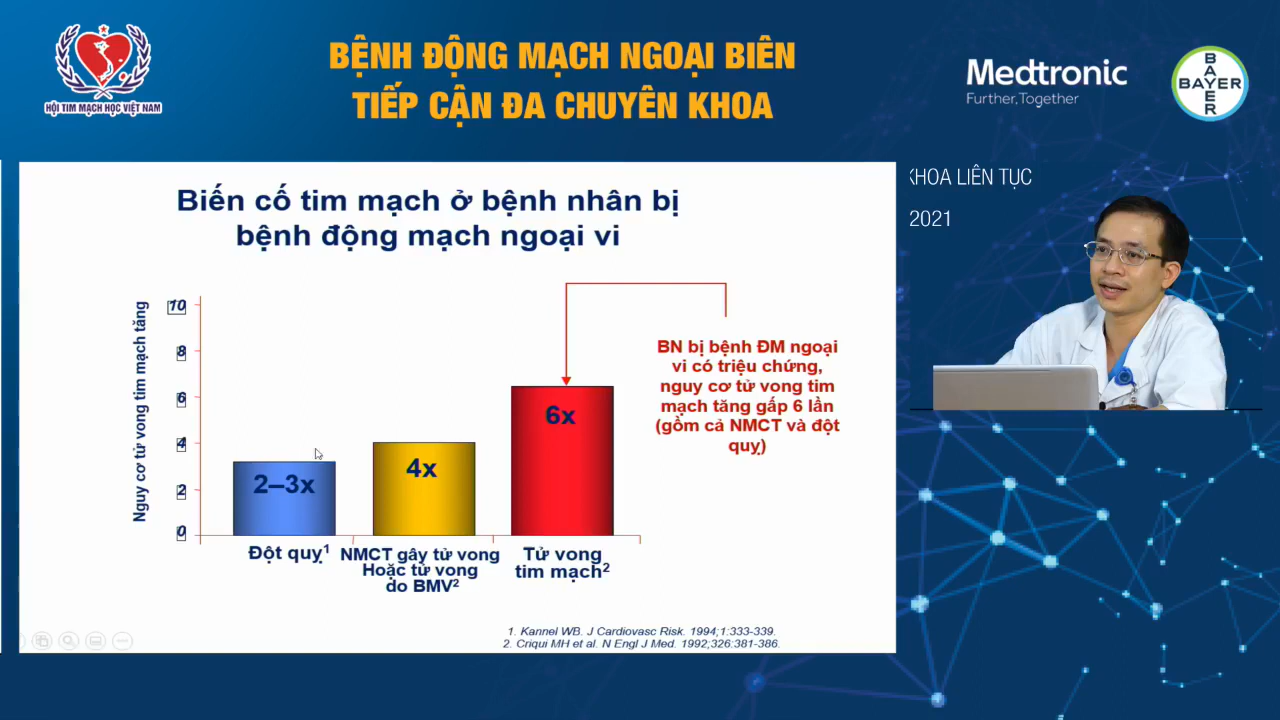 HỘI TIM MẠCH HỌC VIỆT NAM
BỆNH ĐỘNG MẠCH NGOẠI BIÊN
TIẾP CẬN ĐA CHUYÊN KHOA
Medtronic
Further, Together
BAYER
BAYER
KHOA LIÊN TỤC
2021
Biến cố tim mạch ở bệnh nhân bị
bệnh động mạch ngoại vi
Nguy cơ tử vong tim mạch tăng
10
8
6
4
2
0
2–3x
4x
6x
Đột quỵ1
NMCT gây tử vong
Hoặc tử vong
do BMV2
Tử vong
tim mạch2
BN bị bệnh ĐM ngoại
vi có triệu chứng,
nguy cơ tử vong tim
mạch tăng gấp 6 lần
(gồm cả NMCT và đột
quỵ)
1. Kannel WB. J Cardiovasc Risk. 1994;1:333-339.
2. Criqui MH et al. N Engl J Med. 1992;326:381-386.